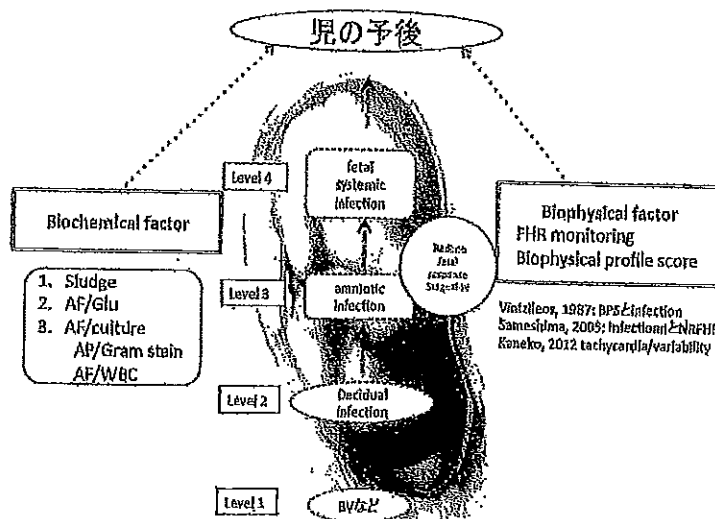 児の予後
Level 4
fetal
systemic
infection
Biochemical factor
Biophysical factor
FHR monitoring
Biophysical profile score
fetal
Level 3
amniotic
infection
1、 Sludge
2、 AF/Glu
3、 AF/culture
AF/Gram stain
AF/WBC
Vintzileos, 1987: BPSとinfection
Sameshima, 2005: InfectionとNRFHR
Kaneko, 2012 tachycardia/variability
Level 2
Decidual
infection
Level 1
BVなど